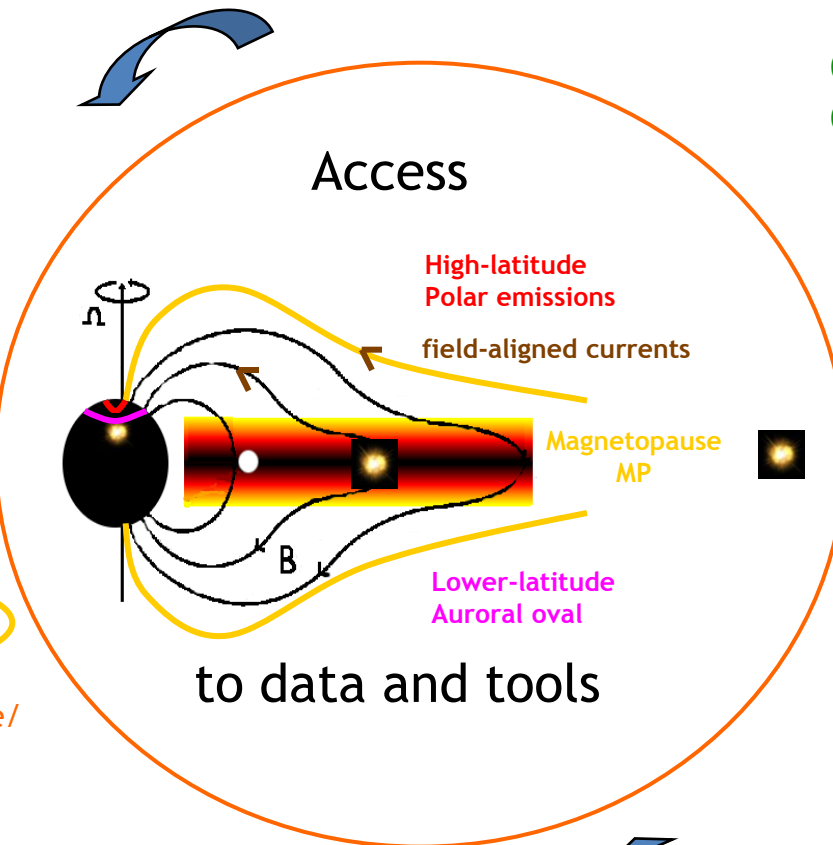 Access
High-latitude
Polar emissions
Ω
field-aligned currents
Magnetopause
MP
B
Lower-latitude
Auroral oval
to data and tools
e/